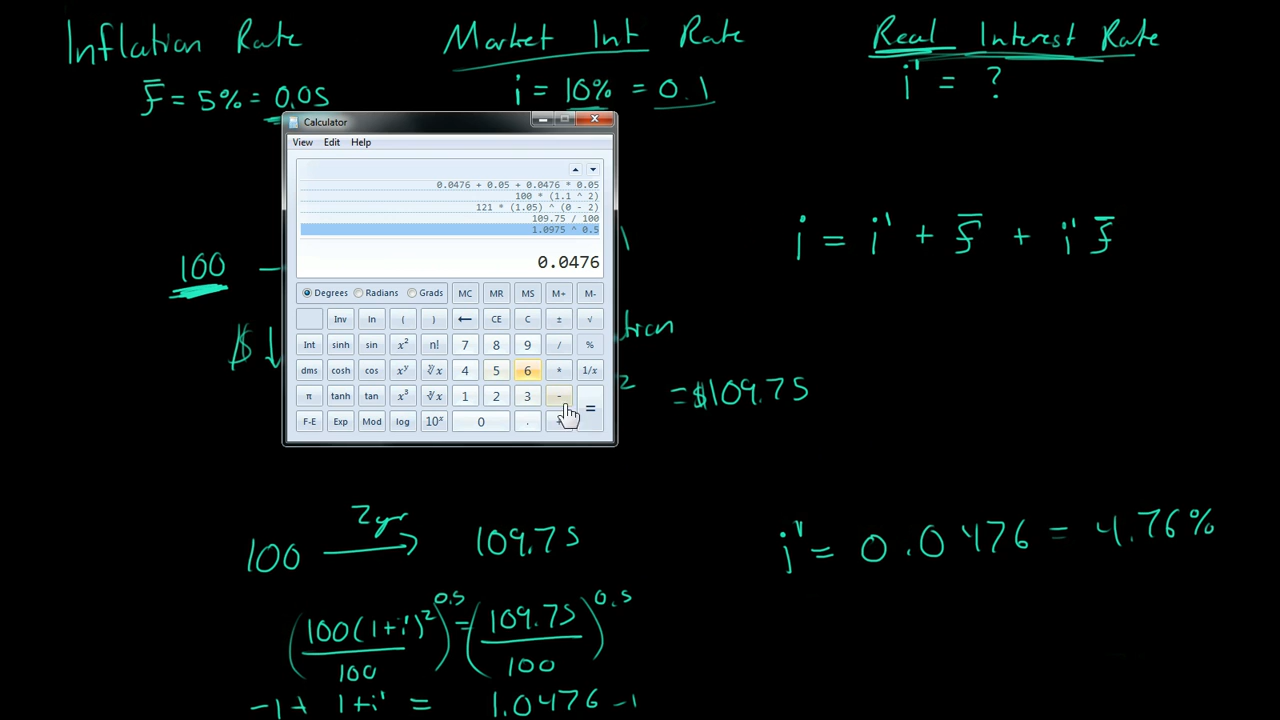 Inflation Rate
Market Int Rate
Real Interest Rate
f̄ = 5% = 0.05
i = 10% = 0.1
i' = ?
Calculator
View Edit Help
0.0476 + 0.05 + 0.0476 * 0.05
100 * (1.1 ^ 2)
121 * (1.05) ^ (0 - 2)
109.75 / 100
1.0975 ^ 0.5
0.0476
i = i' + f̄ + i' f̄
100
Degrees Radians Grads MC MR MS M+ M-
Inv ln ( ) ← CE C ± √
$ ↓
Int sinh sin x² n! 7 8 9 / %
dms cosh cos xʸ ʸ√x 4 5 6 * 1/x
2 = $109.75
π tanh tan x³ ³√x 1 2 3 - =
F-E Exp Mod log 10ˣ 0 .
2yr
100 → 109.75
i' = 0.0476 = 4.76%
(100(1+i')²/100)^0.5 = (109.75/100)^0.5
-1 + 1+i' = 1.0476 -1